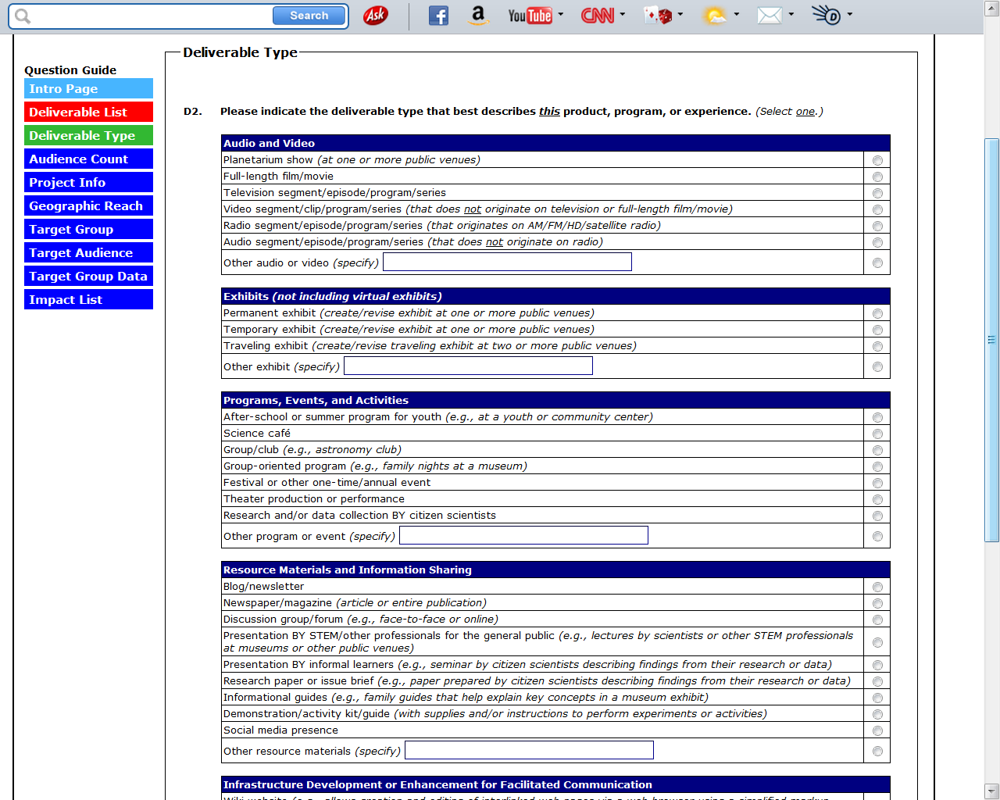 Search
Ask
f
a
YouTube
CNN
D
Deliverable Type
Question Guide
Intro Page
Deliverable List
Deliverable Type
Audience Count
Project Info
Geographic Reach
Target Group
Target Audience
Target Group Data
Impact List
D2. Please indicate the deliverable type that best describes this product, program, or experience. (Select one.)
Audio and Video
Planetarium show (at one or more public venues)
Full-length film/movie
Television segment/episode/program/series
Video segment/clip/program/series (that does not originate on television or full-length film/movie)
Radio segment/episode/program/series (that originates on AM/FM/HD/satellite radio)
Audio segment/episode/program/series (that does not originate on radio)
Other audio or video (specify)
Exhibits (not including virtual exhibits)
Permanent exhibit (create/revise exhibit at one or more public venues)
Temporary exhibit (create/revise exhibit at one or more public venues)
Traveling exhibit (create/revise traveling exhibit at two or more public venues)
Other exhibit (specify)
Programs, Events, and Activities
After-school or summer program for youth (e.g., at a youth or community center)
Science café
Group/club (e.g., astronomy club)
Group-oriented program (e.g., family nights at a museum)
Festival or other one-time/annual event
Theater production or performance
Research and/or data collection BY citizen scientists
Other program or event (specify)
Resource Materials and Information Sharing
Blog/newsletter
Newspaper/magazine (article or entire publication)
Discussion group/forum (e.g., face-to-face or online)
Presentation BY STEM/other professionals for the general public (e.g., lectures by scientists or other STEM professionals
at museums or other public venues)
Presentation BY informal learners (e.g., seminar by citizen scientists describing findings from their research or data)
Research paper or issue brief (e.g., paper prepared by citizen scientists describing findings from their research or data)
Informational guides (e.g., family guides that help explain key concepts in a museum exhibit)
Demonstration/activity kit/guide (with supplies and/or instructions to perform experiments or activities)
Social media presence
Other resource materials (specify)
Infrastructure Development or Enhancement for Facilitated Communication
Wiki website (e.g., allows creation and editing of interlinked web pages via a web browser using a simplified markup